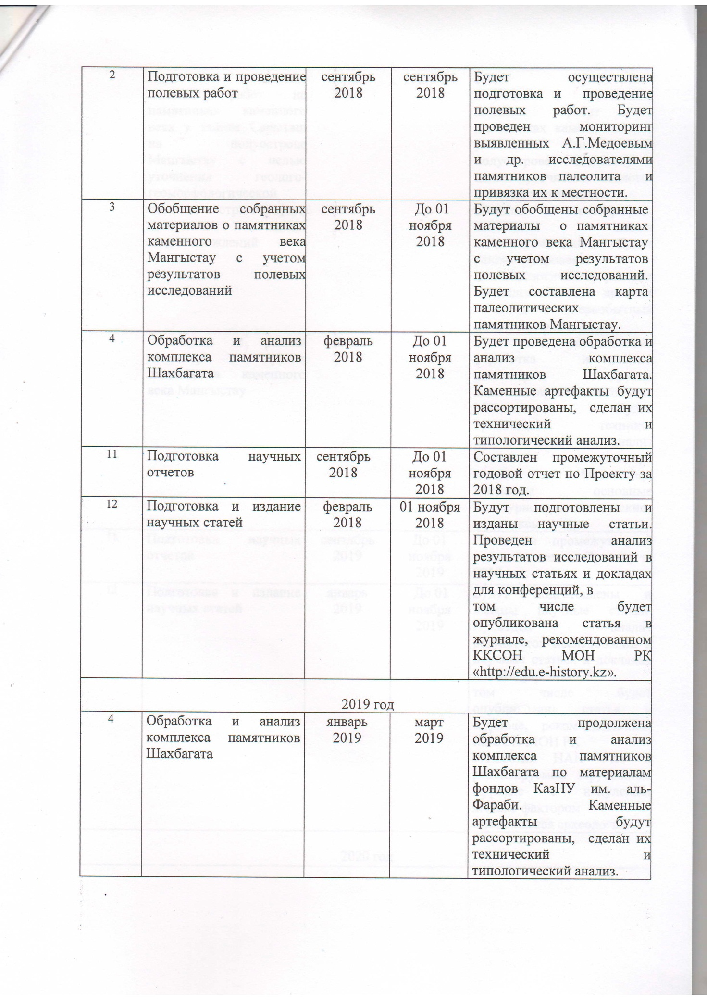 2
Подготовка и проведение
полевых работ
сентябрь
2018
сентябрь
2018
Будет осуществлена
подготовка и проведение
полевых работ. Будет
проведен мониторинг
выявленных А.Г.Медоевым
и др. исследователями
памятников палеолита и
привязка их к местности.
3
Обобщение собранных
материалов о памятниках
каменного века
Мангыстау с учетом
результатов полевых
исследований
сентябрь
2018
До 01
ноября
2018
Будут обобщены собранные
материалы о памятниках
каменного века Мангыстау
с учетом результатов
полевых исследований.
Будет составлена карта
палеолитических
памятников Мангыстау.
4
Обработка и анализ
комплекса памятников
Шахбагата
февраль
2018
До 01
ноября
2018
Будет проведена обработка и
анализ комплекса
памятников Шахбагата.
Каменные артефакты будут
рассортированы, сделан их
технический и
типологический анализ.
11
Подготовка научных
отчетов
сентябрь
2018
До 01
ноября
2018
Составлен промежуточный
годовой отчет по Проекту за
2018 год.
12
Подготовка и издание
научных статей
февраль
2018
01 ноября
2018
Будут подготовлены и
изданы научные статьи.
Проведен анализ
результатов исследований в
научных статьях и докладах
для конференций, в
том числе будет
опубликована статья в
журнале, рекомендованном
ККСОН МОН РК
«http://edu.e-history.kz».
2019 год
4
Обработка и анализ
комплекса памятников
Шахбагата
январь
2019
март
2019
Будет продолжена
обработка и анализ
комплекса памятников
Шахбагата по материалам
фондов КазНУ им. аль-
Фараби. Каменные
артефакты будут
рассортированы, сделан их
технический и
типологический анализ.